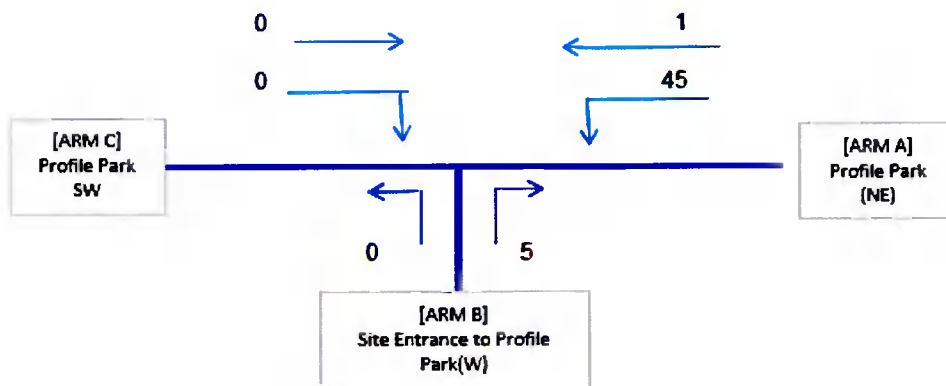 0
1
0
45
[ARM C]
Profile Park
SW
[ARM A]
Profile Park
(NE)
0
5
[ARM B]
Site Entrance to Profile
Park(W)